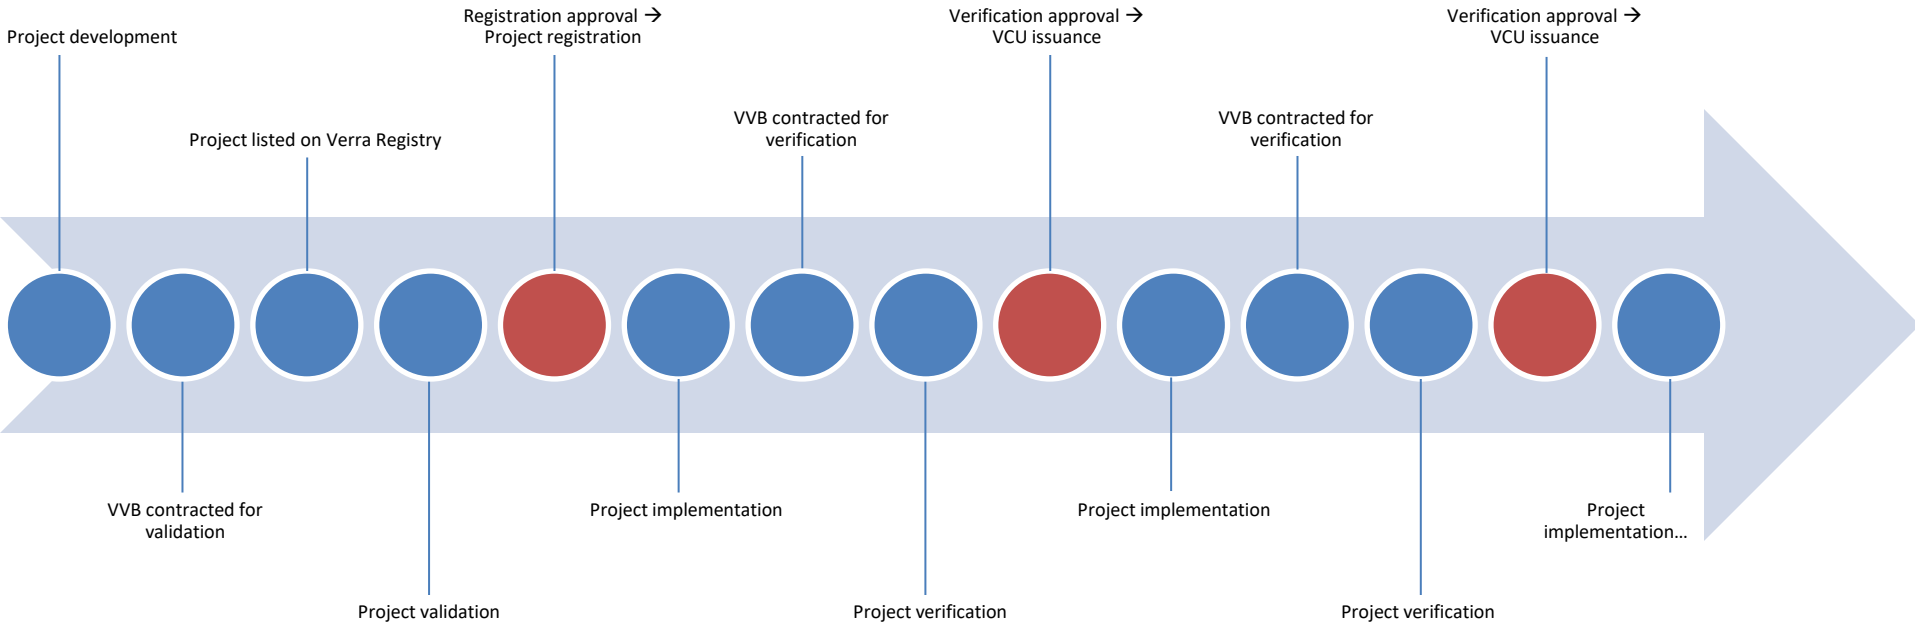 Project development
VVB contracted for
validation
Project listed on Verra Registry
Project validation
Registration approval →
Project registration
Project implementation
VVB contracted for
verification
Project verification
Verification approval →
VCU issuance
Project implementation
VVB contracted for
verification
Project verification
Verification approval →
VCU issuance
Project
implementation...